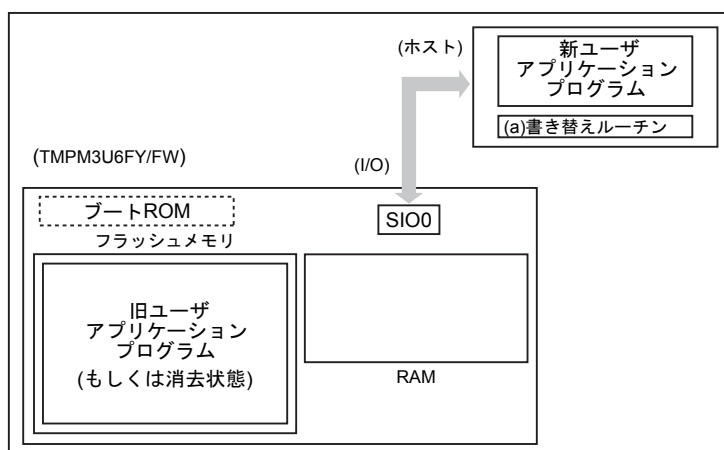 (ホスト)
新ユーザ
アプリケーション
プログラム
(a)書き替えルーチン
(TMPM3U6FY/FW)
(I/O)
ブートROM
SIO0
フラッシュメモリ
旧ユーザ
アプリケーション
プログラム
(もしくは消去状態)
RAM